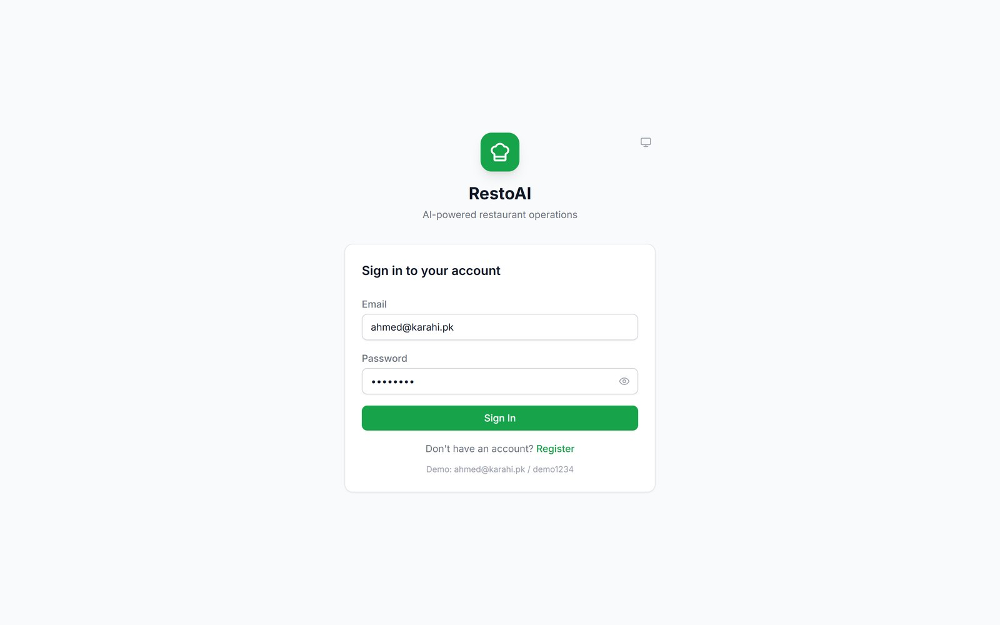 RestoAI
AI-powered restaurant operations
Sign in to your account
Email
ahmed@karahi.pk
Password
••••••••
Sign In
Don't have an account? Register
Demo: ahmed@karahi.pk / demo1234